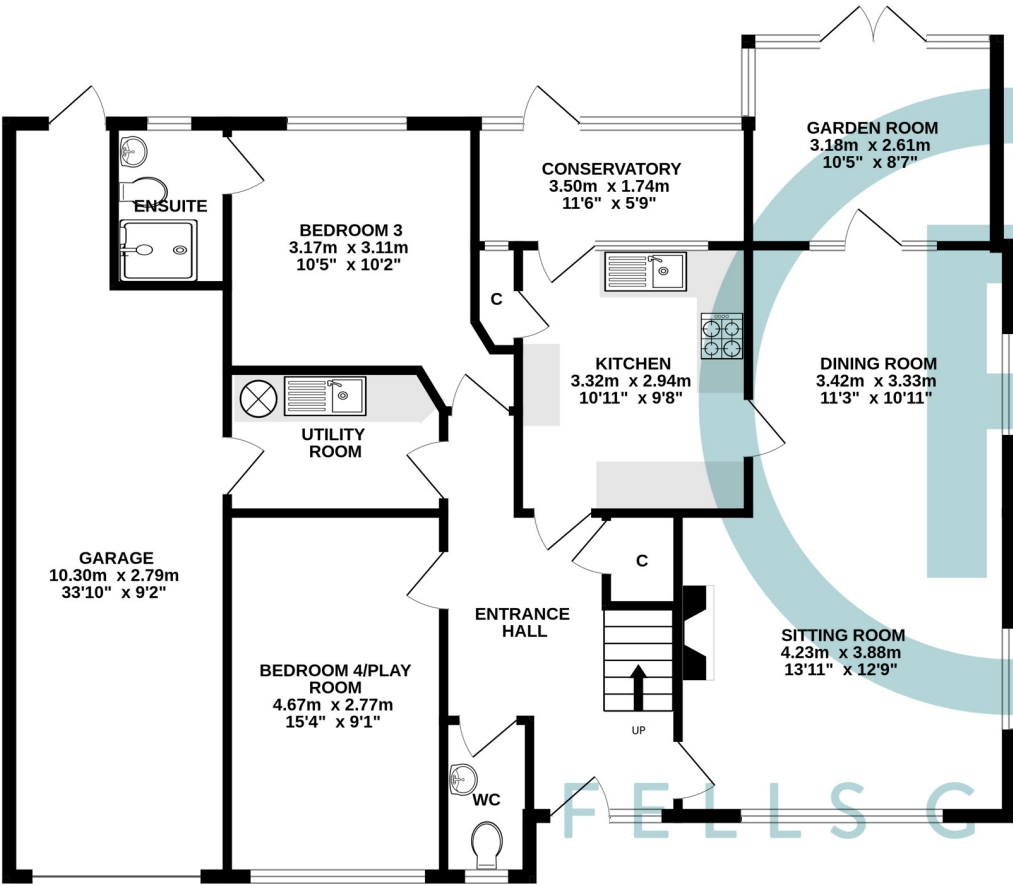 GARDEN ROOM
3.18m x 2.61m
10'5" x 8'7"
CONSERVATORY
3.50m x 1.74m
11'6" x 5'9"
ENSUITE
BEDROOM 3
3.17m x 3.11m
10'5" x 10'2"
C
KITCHEN
3.32m x 2.94m
10'11" x 9'8"
DINING ROOM
3.42m x 3.33m
11'3" x 10'11"
UTILITY
ROOM
GARAGE
10.30m x 2.79m
33'10" x 9'2"
C
ENTRANCE
HALL
SITTING ROOM
4.23m x 3.88m
13'11" x 12'9"
BEDROOM 4/PLAY
ROOM
4.67m x 2.77m
15'4" x 9'1"
UP
WC
FELLS G